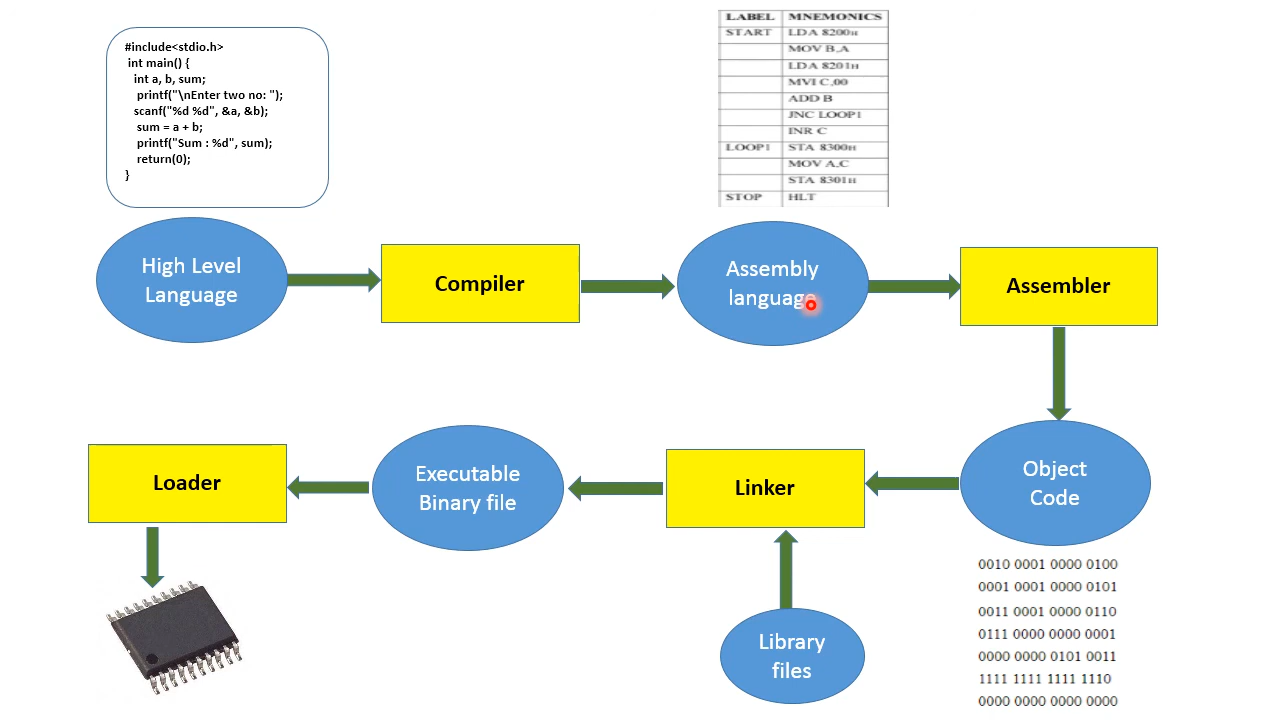 #include<stdio.h>
int main() {
int a, b, sum;
printf("\nEnter two no: ");
scanf("%d %d", &a, &b);
sum = a + b;
printf("Sum : %d", sum);
return(0);
}
LABEL MNEMONICS
START LDA 8200H
MOV B,A
LDA 8201H
MVI C,00
ADD B
JNC LOOP1
INR C
LOOP1 STA 8300H
MOV A,C
STA 8301H
STOP HLT
High Level
Language
Compiler
Assembly
language
Assembler
Loader
Executable
Binary file
Linker
Object
Code
Library
files
0010 0001 0000 0100
0001 0001 0000 0101
0011 0001 0000 0110
0111 0000 0000 0001
0000 0000 0101 0011
1111 1111 1111 1110
0000 0000 0000 0000